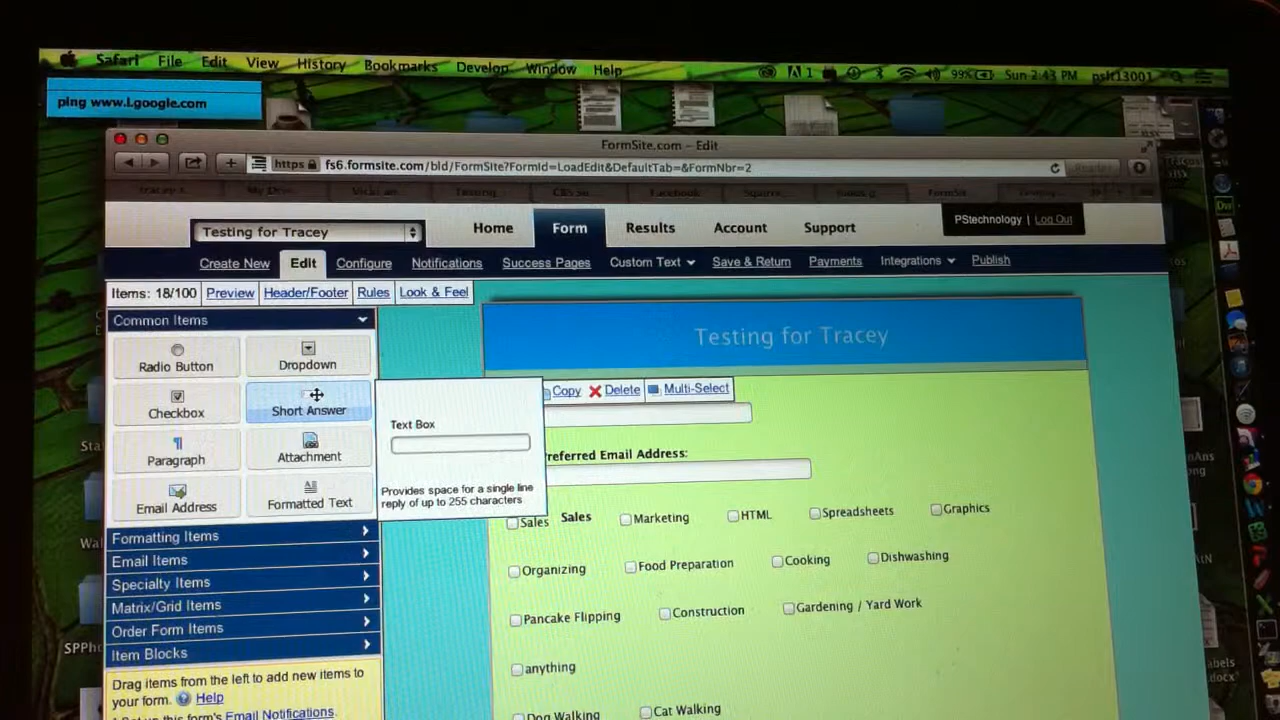 Safari File Edit View History Bookmarks Develop Window Help 1 99% Sun 2:43 PM pslt13001
ping www.l.google.com
FormSite.com — Edit
https fs6.formsite.com/bld/FormSite?FormId=LoadEdit&DefaultTab=&FormNbr=2
Facebook
Testing for Tracey
Home Form Results Account Support
PStechnology | Log Out
Create New Edit Configure Notifications Success Pages Custom Text Save & Return Payments Integrations Publish
Items: 18/100 Preview Header/Footer Rules Look & Feel
Common Items
Testing for Tracey
Radio Button Dropdown
Copy Delete Multi-Select
Checkbox Short Answer
Text Box
Paragraph Attachment
Preferred Email Address:
Provides space for a single line
reply of up to 255 characters
Email Address Formatted Text
Sales Sales Marketing HTML Spreadsheets Graphics
Formatting Items
Email Items
Organizing Food Preparation Cooking Dishwashing
Specialty Items
Matrix/Grid Items
Pancake Flipping Construction Gardening / Yard Work
Order Form Items
Item Blocks
anything
Drag items from the left to add new items to
your form. Help
this form's Email Notifications.
Dog Walking Cat Walking